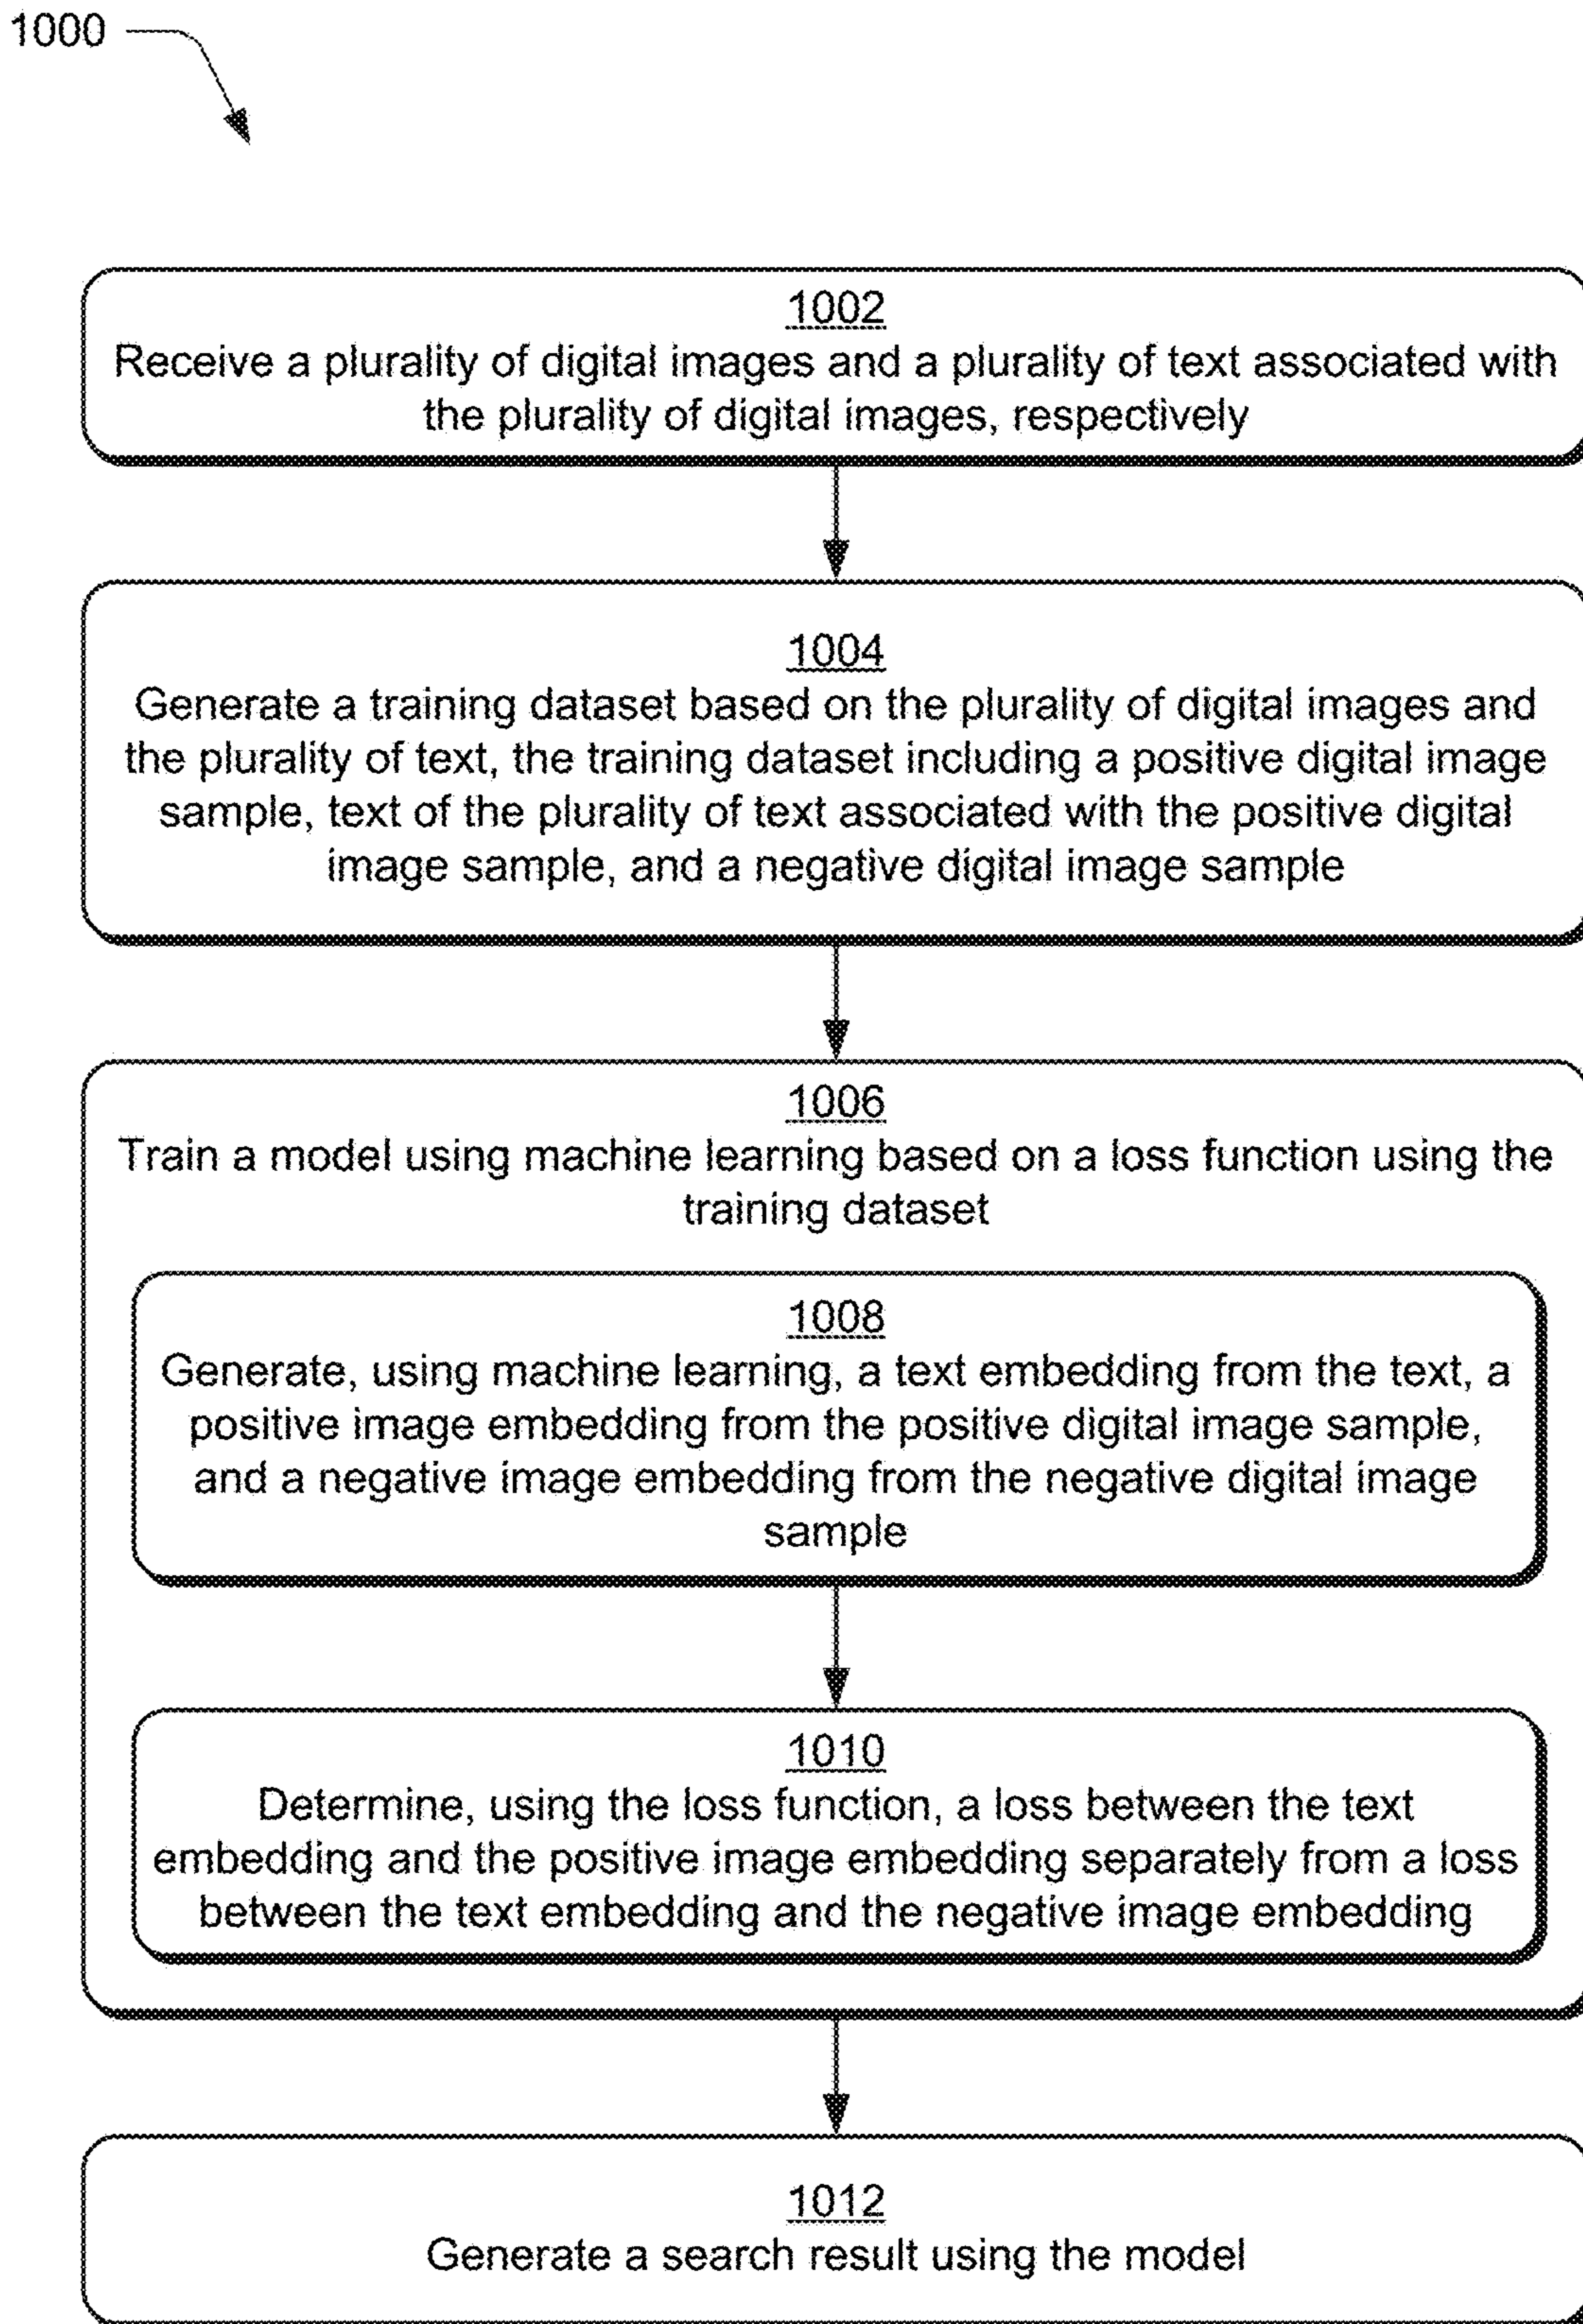 1000
1002
Receive a plurality of digital images and a plurality of text associated with
the plurality of digital images, respectively
1004
Generate a training dataset based on the plurality of digital images and
the plurality of text, the training dataset including a positive digital image
sample, text of the plurality of text associated with the positive digital
image sample, and a negative digital image sample
1006
Train a model using machine learning based on a loss function using the
training dataset
1008
Generate, using machine learning, a text embedding from the text, a
positive image embedding from the positive digital image sample,
and a negative image embedding from the negative digital image
sample
1010
Determine, using the loss function, a loss between the text
embedding and the positive image embedding separately from a loss
between the text embedding and the negative image embedding
1012
Generate a search result using the model